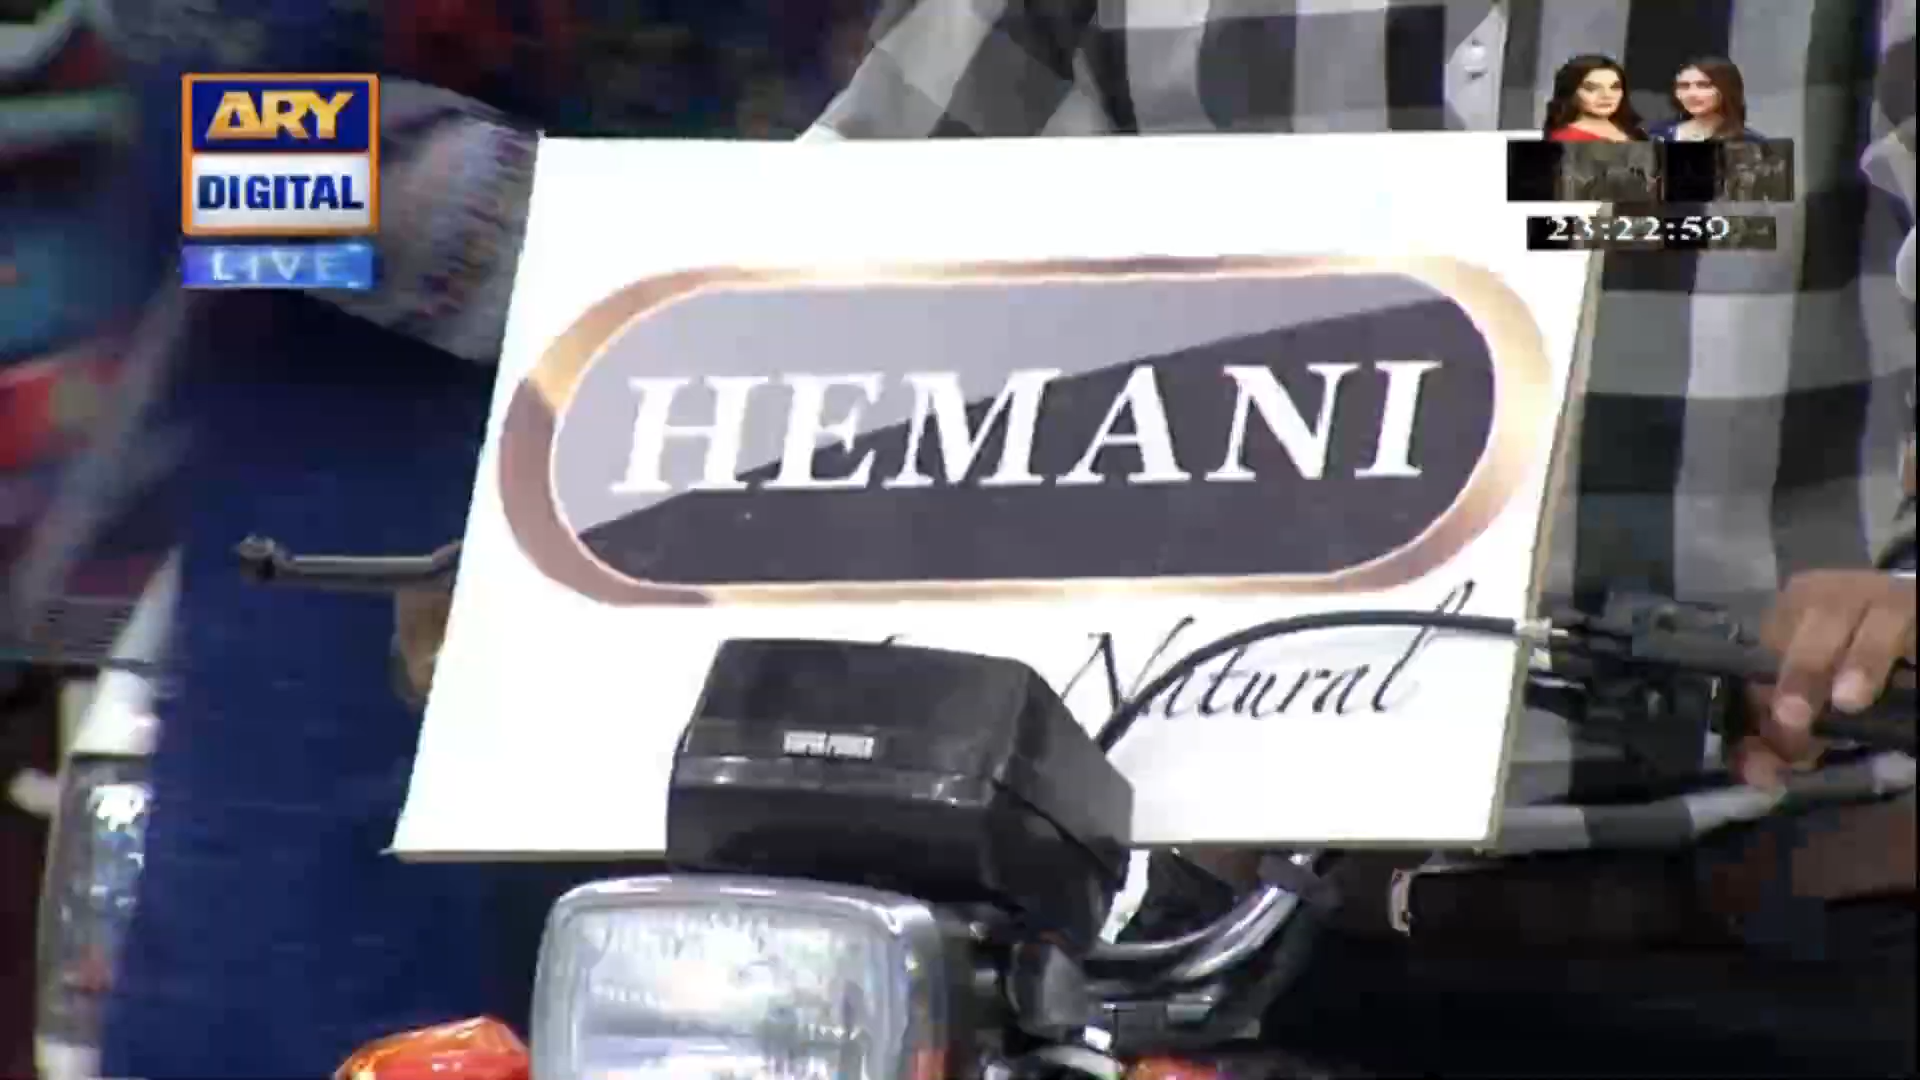 ARY
DIGITAL
LIVE
23:22:59
HEMANI
Natural
SUPER POWER